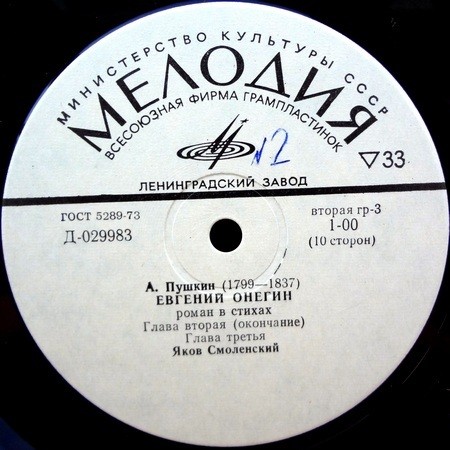 МИНИСТЕРСТВО КУЛЬТУРЫ СССР
МЕЛОДИЯ
ВСЕСОЮЗНАЯ ФИРМА ГРАМПЛАСТИНОК
№2
▽33
ЛЕНИНГРАДСКИЙ ЗАВОД
ГОСТ 5289-73
Д-029983
вторая гр-3
1-00
(10 сторон)
А. Пушкин (1799—1837)
ЕВГЕНИЙ ОНЕГИН
роман в стихах
Глава вторая (окончание)
Глава третья
Яков Смоленский